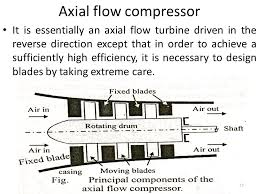 Axial flow compressor
• It is essentially an axial flow turbine driven in the
reverse direction except that in order to achieve a
sufficiently high efficiency, it is necessary to design
blades by taking extreme care.
Fixed blades
Air in
Air out
Rotating drum
Shaft
Air in
Air out
Fixed blade
casing
Moving blades
Fig. Principal components of the
axial flow compressor.